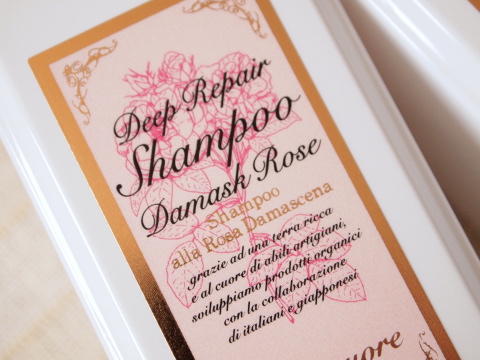 Deep Repair
Shampoo
Damask Rose
Shampoo
alla Rosa Damascena
grazie ad una terra ricca
e al cuore di abili artigiani,
sviluppiamo prodotti organici
con la collaborazione
di italiani e giapponesi